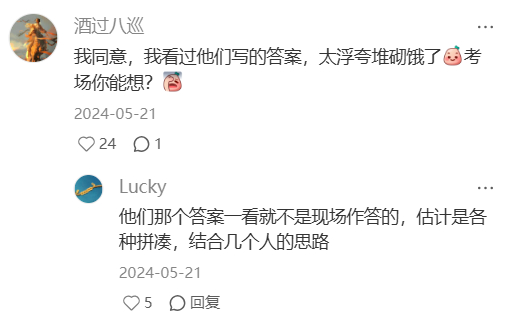 酒过八巡
我同意，我看过他们写的答案，太浮夸堆砌饿了考
场你能想？
2024-05-21
24 1
Lucky
他们那个答案一看就不是现场作答的，估计是各
种拼凑，结合几个人的思路
2024-05-21
5 回复